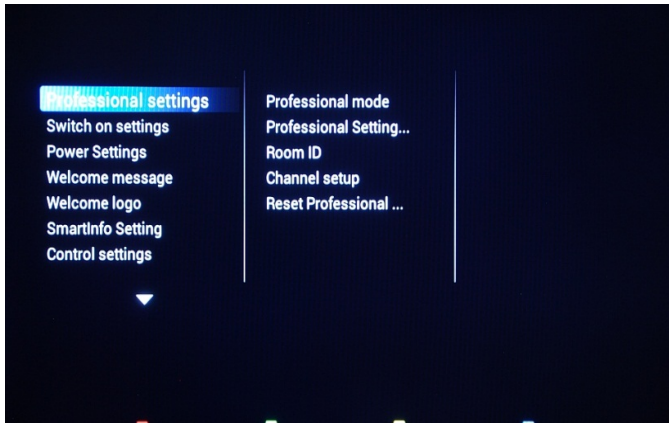 Professional settings
Switch on settings
Power Settings
Welcome message
Welcome logo
SmartInfo Setting
Control settings
Professional mode
Professional Setting...
Room ID
Channel setup
Reset Professional ...